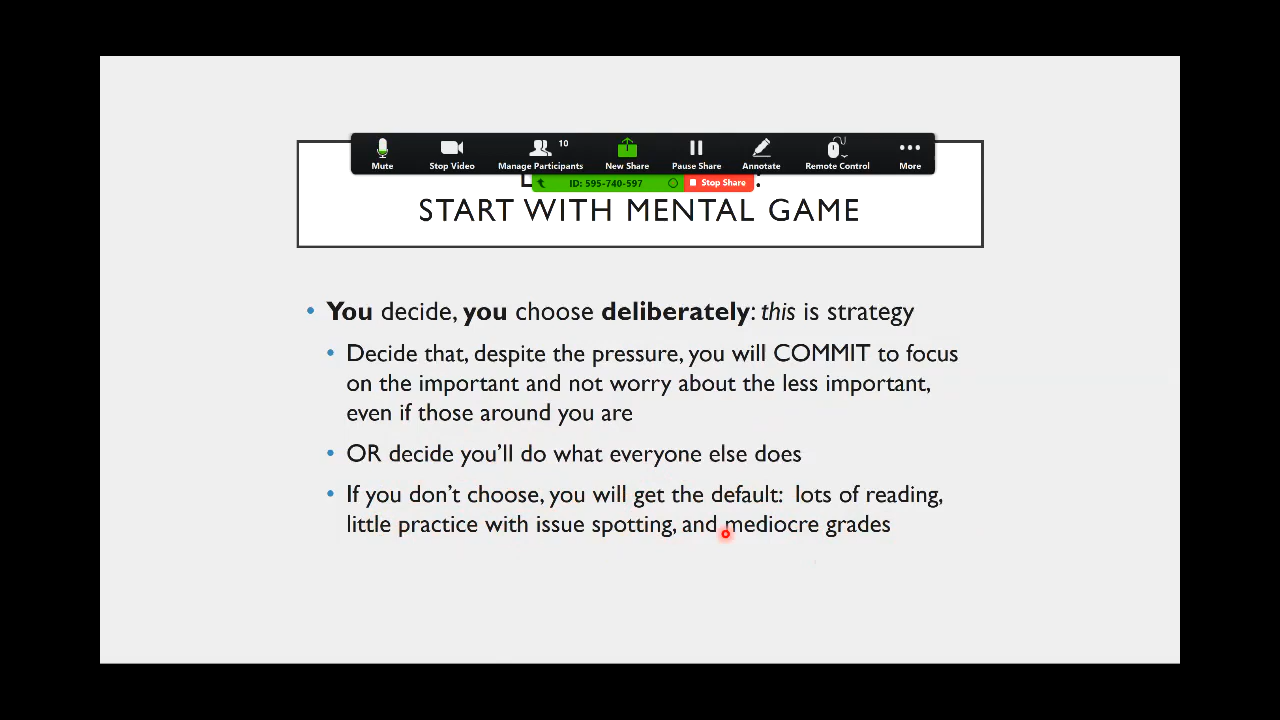 10
Mute
Stop Video
Manage Participants
New Share
Pause Share
Annotate
Remote Control
More
ID: 595-740-597
Stop Share
START WITH MENTAL GAME
• You decide, you choose deliberately: this is strategy
• Decide that, despite the pressure, you will COMMIT to focus
on the important and not worry about the less important,
even if those around you are
• OR decide you'll do what everyone else does
• If you don't choose, you will get the default: lots of reading,
little practice with issue spotting, and mediocre grades